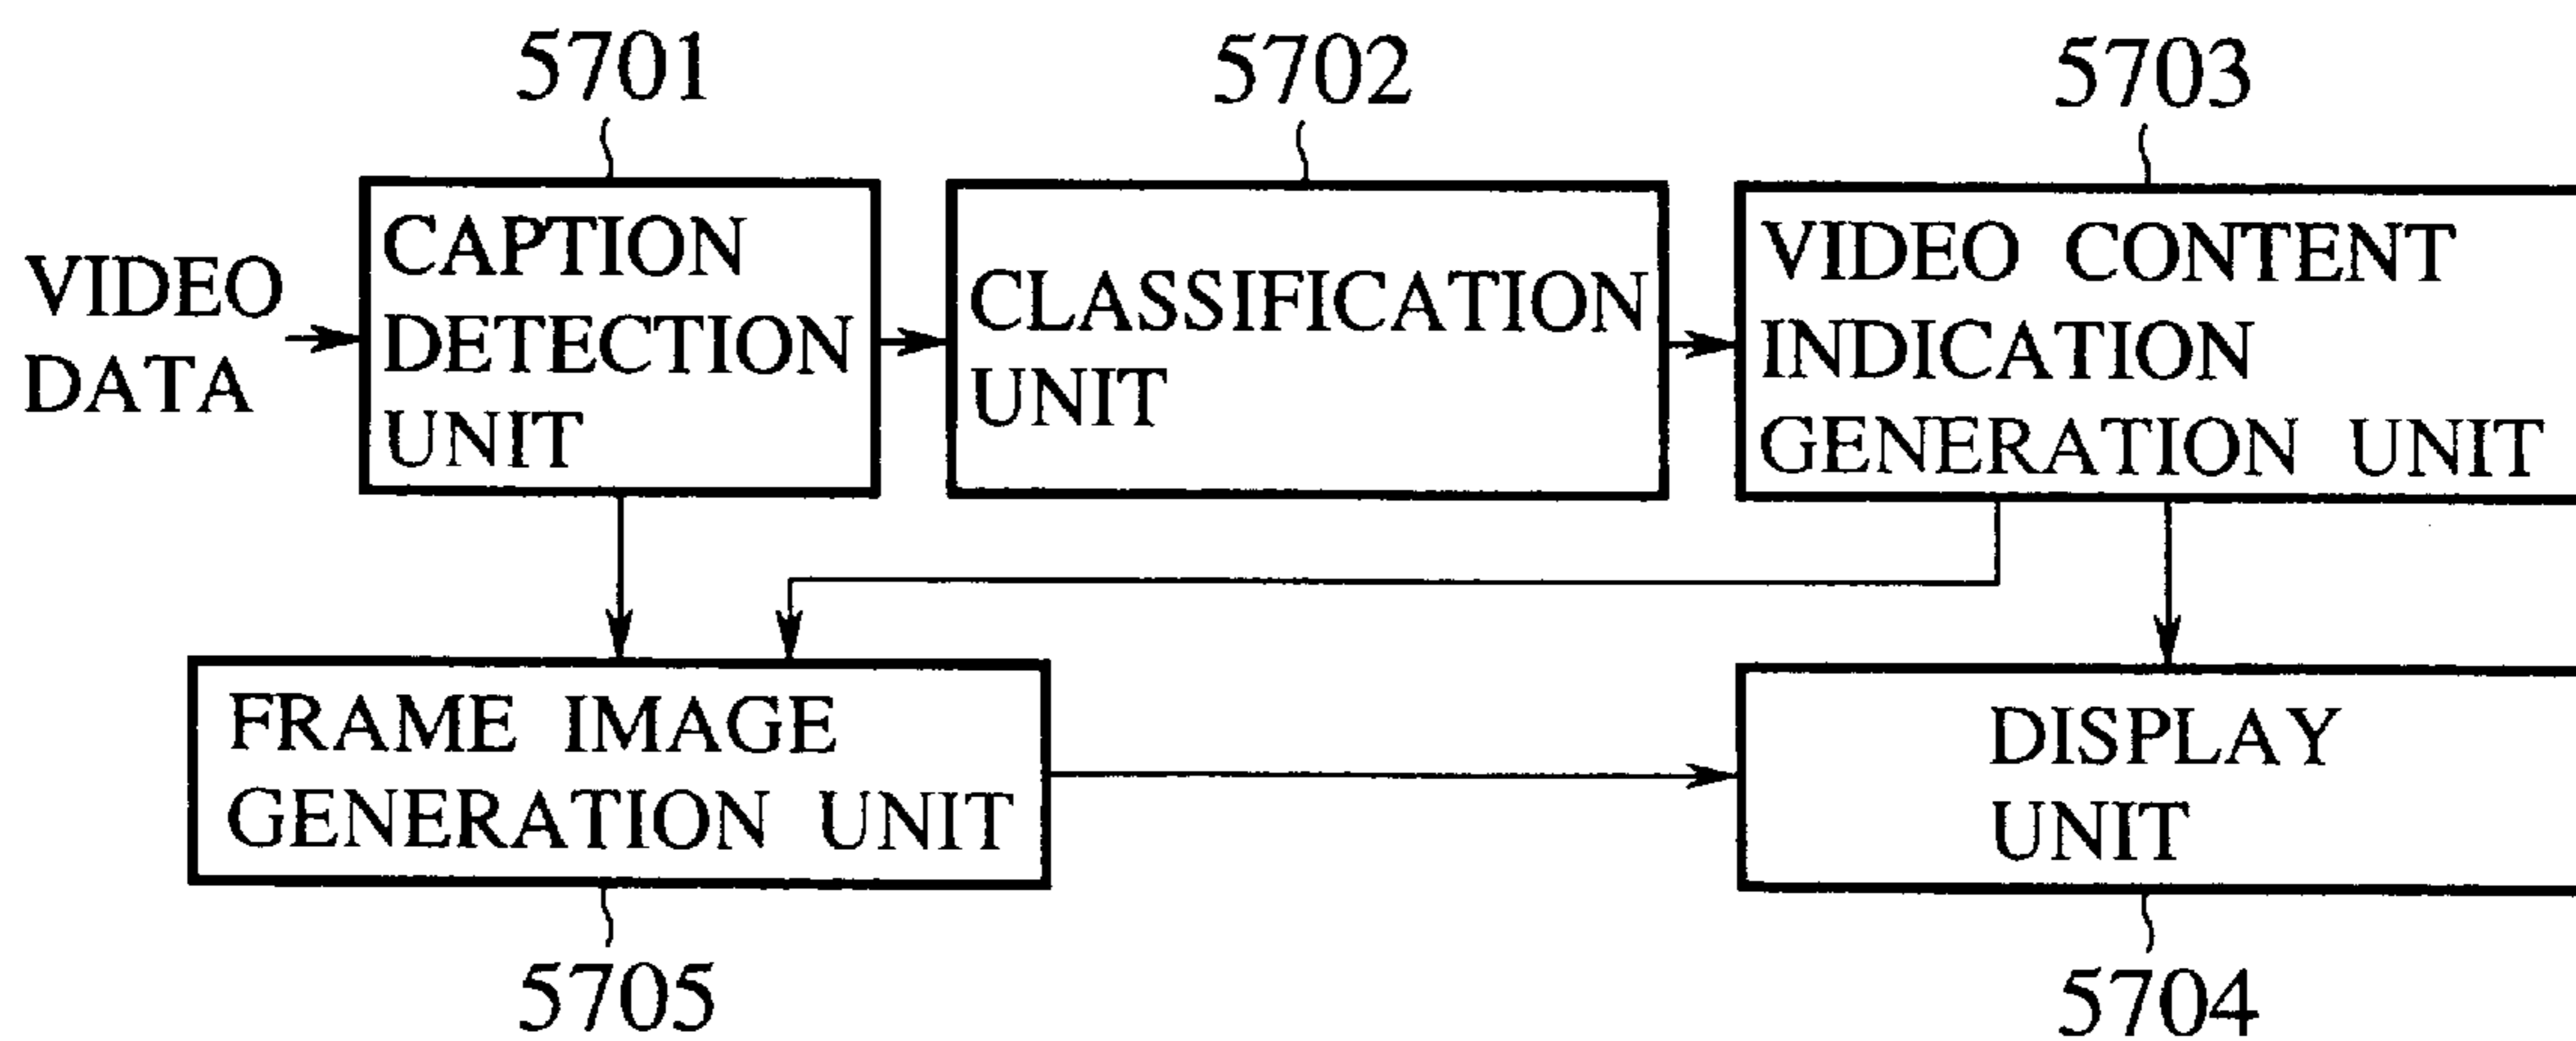 5701
5702
5703
VIDEO
DATA
CAPTION
DETECTION
UNIT
CLASSIFICATION
UNIT
VIDEO CONTENT
INDICATION
GENERATION UNIT
FRAME IMAGE
GENERATION UNIT
DISPLAY
UNIT
5705
5704